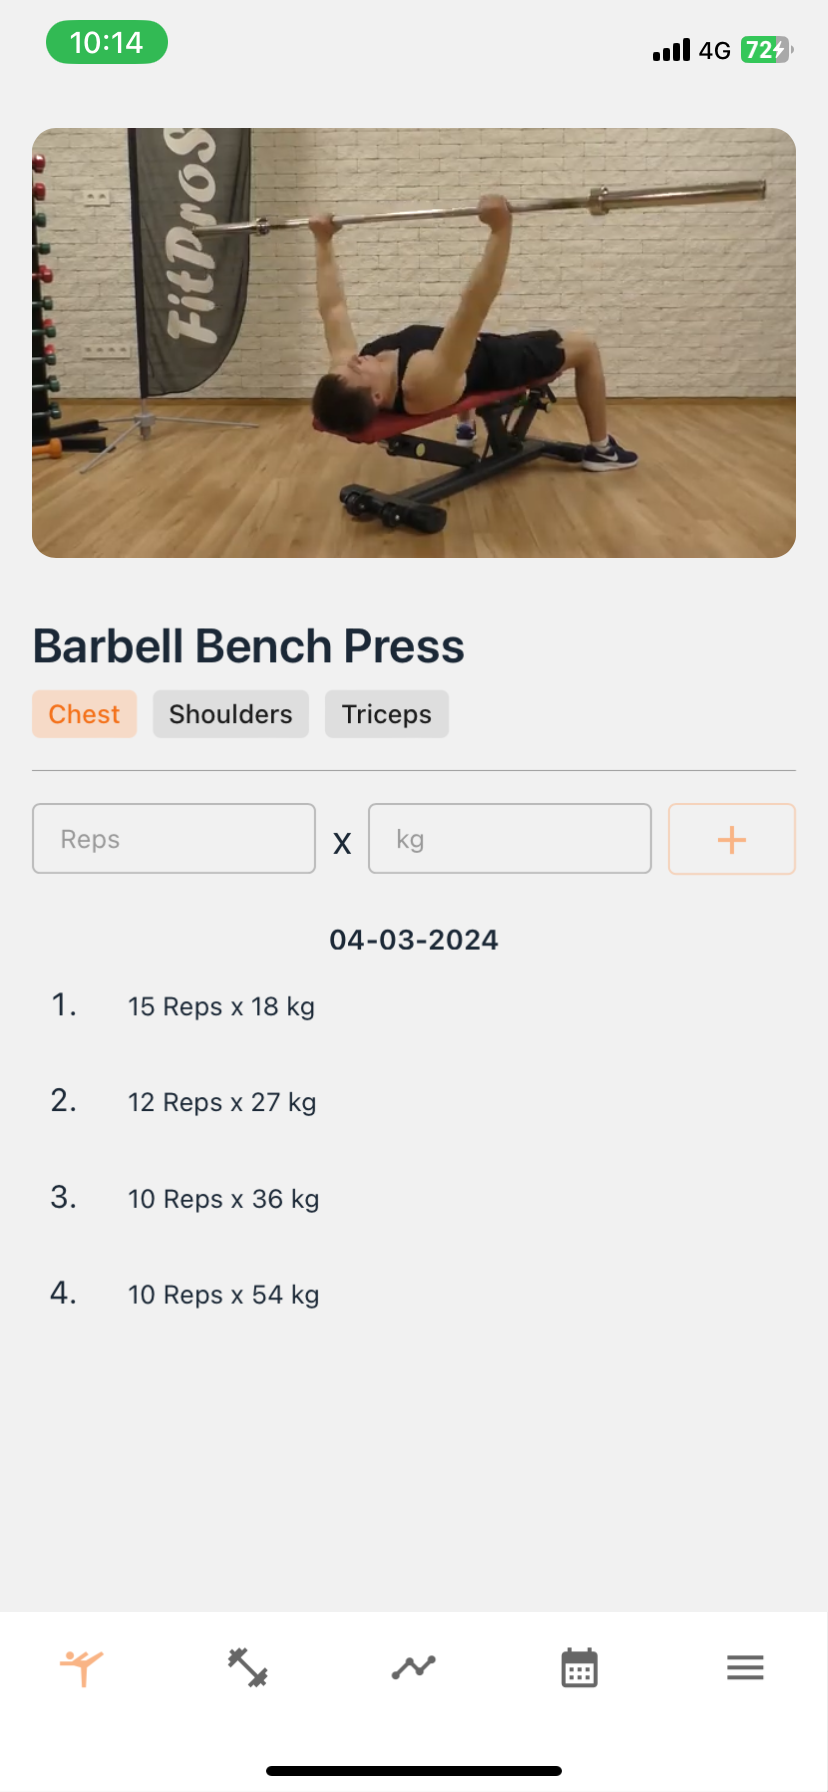 10:14
4G 72
FitProS
Barbell Bench Press
Chest Shoulders Triceps
Reps x kg +
04-03-2024
1. 15 Reps x 18 kg
2. 12 Reps x 27 kg
3. 10 Reps x 36 kg
4. 10 Reps x 54 kg